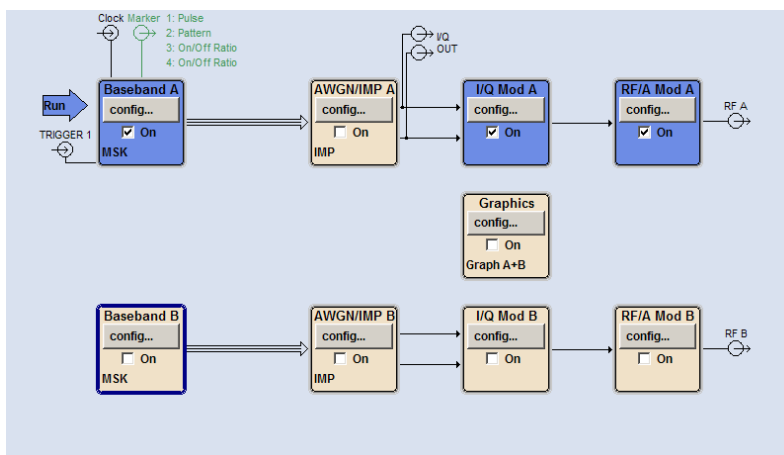 Clock Marker 1: Pulse
2: Pattern
3: On/Off Ratio
4: On/Off Ratio
I/Q
OUT
Run
TRIGGER 1
Baseband A
config...
On
MSK
AWGN/IMP A
config...
On
IMP
I/Q Mod A
config...
On
RF/A Mod A
config...
On
RF A
Graphics
config...
On
Graph A+B
Baseband B
config...
On
MSK
AWGN/IMP B
config...
On
IMP
I/Q Mod B
config...
On
RF/A Mod B
config...
On
RF B